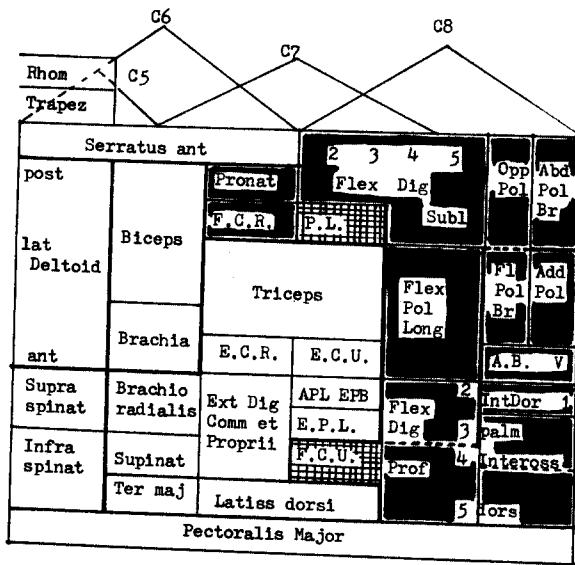 C6
C8
C7
Rhom
C5
Trapez
Serratus ant
2 3 4 5
Flex Dig
Subl
Opp
Pol
Abd
Pol
Br
post
lat
Deltoid
ant
Biceps
Brachia
Pronat
F.C.R.
P.L.
Triceps
E.C.R.
E.C.U.
Flex
Pol
Long
Fl
Pol
Br
Add
Pol
A.B. V
Supra
spinat
Brachio
radialis
Ext Dig
Comm et
Proprii
APL EPB
E.P.L.
F.C.U.
Flex
Dig
Prof
2
3
4
5
IntDor 1
palm
Inteross
dors
Infra
spinat
Supinat
Ter maj
Latiss dorsi
Pectoralis Major